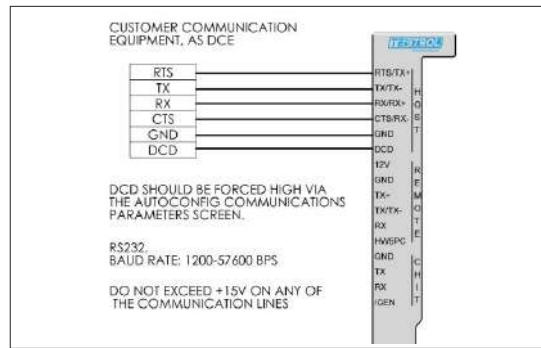 CUSTOMER COMMUNICATION
EQUIPMENT, AS DCE
RTS
TX
RX
CTS
GND
DCD
DCD SHOULD BE FORCED HIGH VIA
THE AUTOCONFIG COMMUNICATIONS
PARAMETERS SCREEN.
RS232.
BAUD RATE: 1200-57600 BPS
DO NOT EXCEED +15V ON ANY OF
THE COMMUNICATION LINES
RTS/TX+
TX/TX-
RX/RX+
CTS/RX-
GND
DCD
HOST
12V
GND
TX+
TX/TX-
RX
HWSPC
REMOTE
GND
TX
RX
/GEN
CHIT